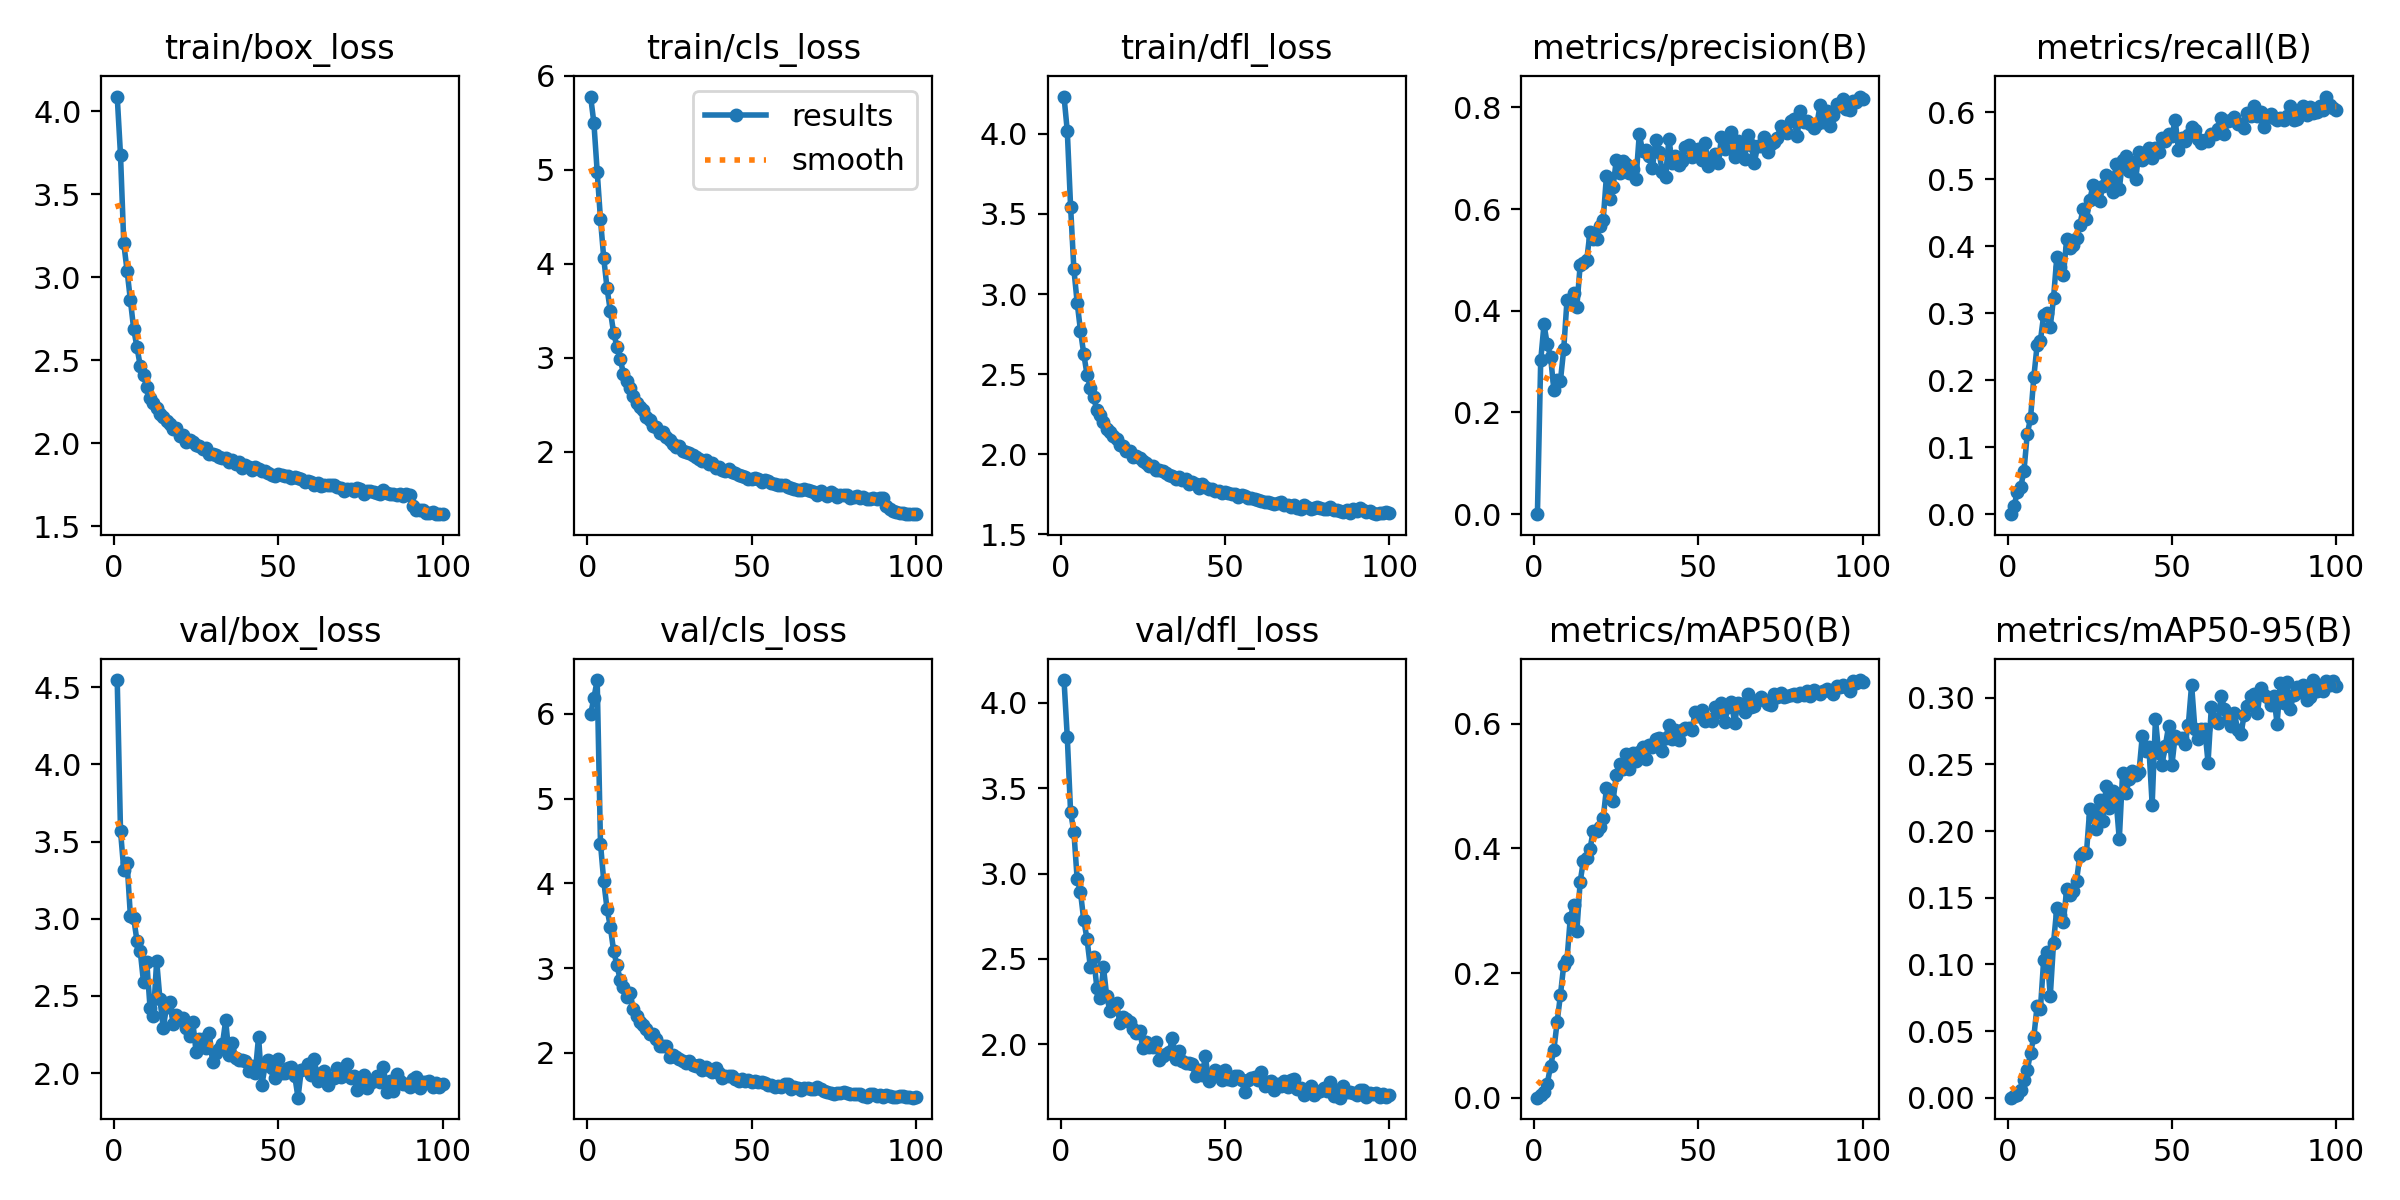 train/box_loss
4.0
3.5
3.0
2.5
2.0
1.5
0 50 100
train/cls_loss
results
smooth
6
5
4
3
2
0 50 100
train/dfl_loss
4.0
3.5
3.0
2.5
2.0
1.5
0 50 100
metrics/precision(B)
0.8
0.6
0.4
0.2
0.0
0 50 100
metrics/recall(B)
0.6
0.5
0.4
0.3
0.2
0.1
0.0
0 50 100
val/box_loss
4.5
4.0
3.5
3.0
2.5
2.0
0 50 100
val/cls_loss
6
5
4
3
2
0 50 100
val/dfl_loss
4.0
3.5
3.0
2.5
2.0
0 50 100
metrics/mAP50(B)
0.6
0.4
0.2
0.0
0 50 100
metrics/mAP50-95(B)
0.30
0.25
0.20
0.15
0.10
0.05
0.00
0 50 100